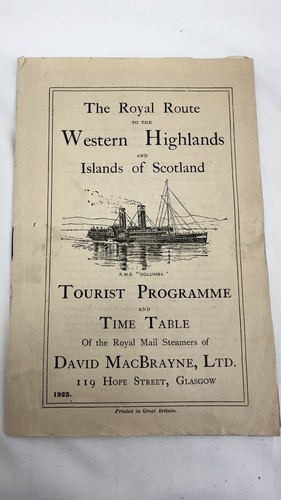 The Royal Route
TO THE
Western Highlands
AND
Islands of Scotland
R.M.S. "COLUMBA."
TOURIST PROGRAMME
AND
TIME TABLE
Of the Royal Mail Steamers of
DAVID MACBRAYNE, LTD.
119 HOPE STREET, GLASGOW
1923.
Printed in Great Britain.